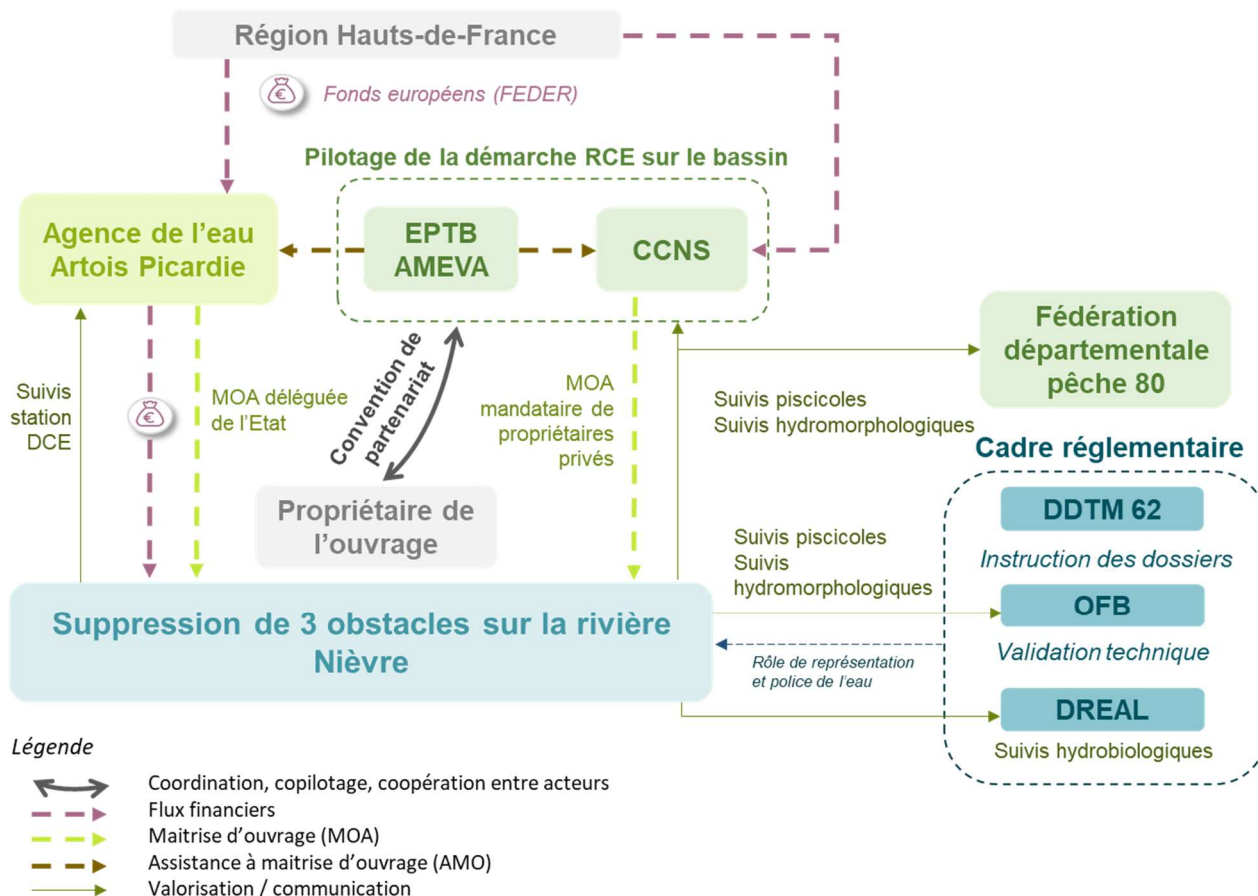 Région Hauts-de-France
€
Fonds européens (FEDER)
Pilotage de la démarche RCE sur le bassin
Agence de l'eau
Artois Picardie
EPTB
AMEVA
CCNS
Fédération
départementale
pêche 80
Suivis
station
DCE
€
MOA déléguée
de l'Etat
Convention de
partenariat
MOA
mandataire de
propriétaires
privés
Suivis piscicoles
Suivis hydromorphologiques
Propriétaire de
l'ouvrage
Cadre réglementaire
DDTM 62
Instruction des dossiers
OFB
Validation technique
DREAL
Suivis hydrobiologiques
Suivis piscicoles
Suivis
hydromorphologiques
Rôle de représentation
et police de l'eau
Suppression de 3 obstacles sur la rivière
Nièvre
Légende
Coordination, copilotage, coopération entre acteurs
Flux financiers
Maitrise d'ouvrage (MOA)
Assistance à maitrise d'ouvrage (AMO)
Valorisation / communication